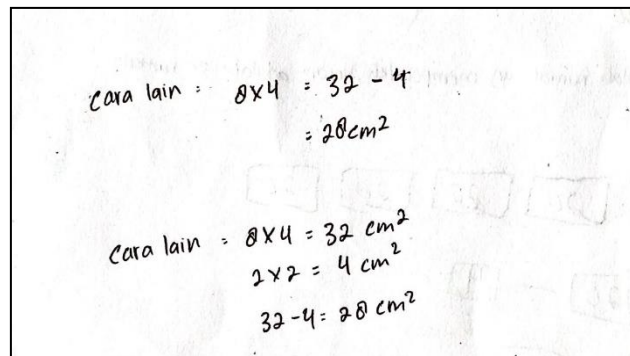 cara lain : 8x4 = 32 - 4
= 28cm²
cara lain : 8x4 = 32 cm²
2x2 = 4 cm²
32-4 = 28 cm²